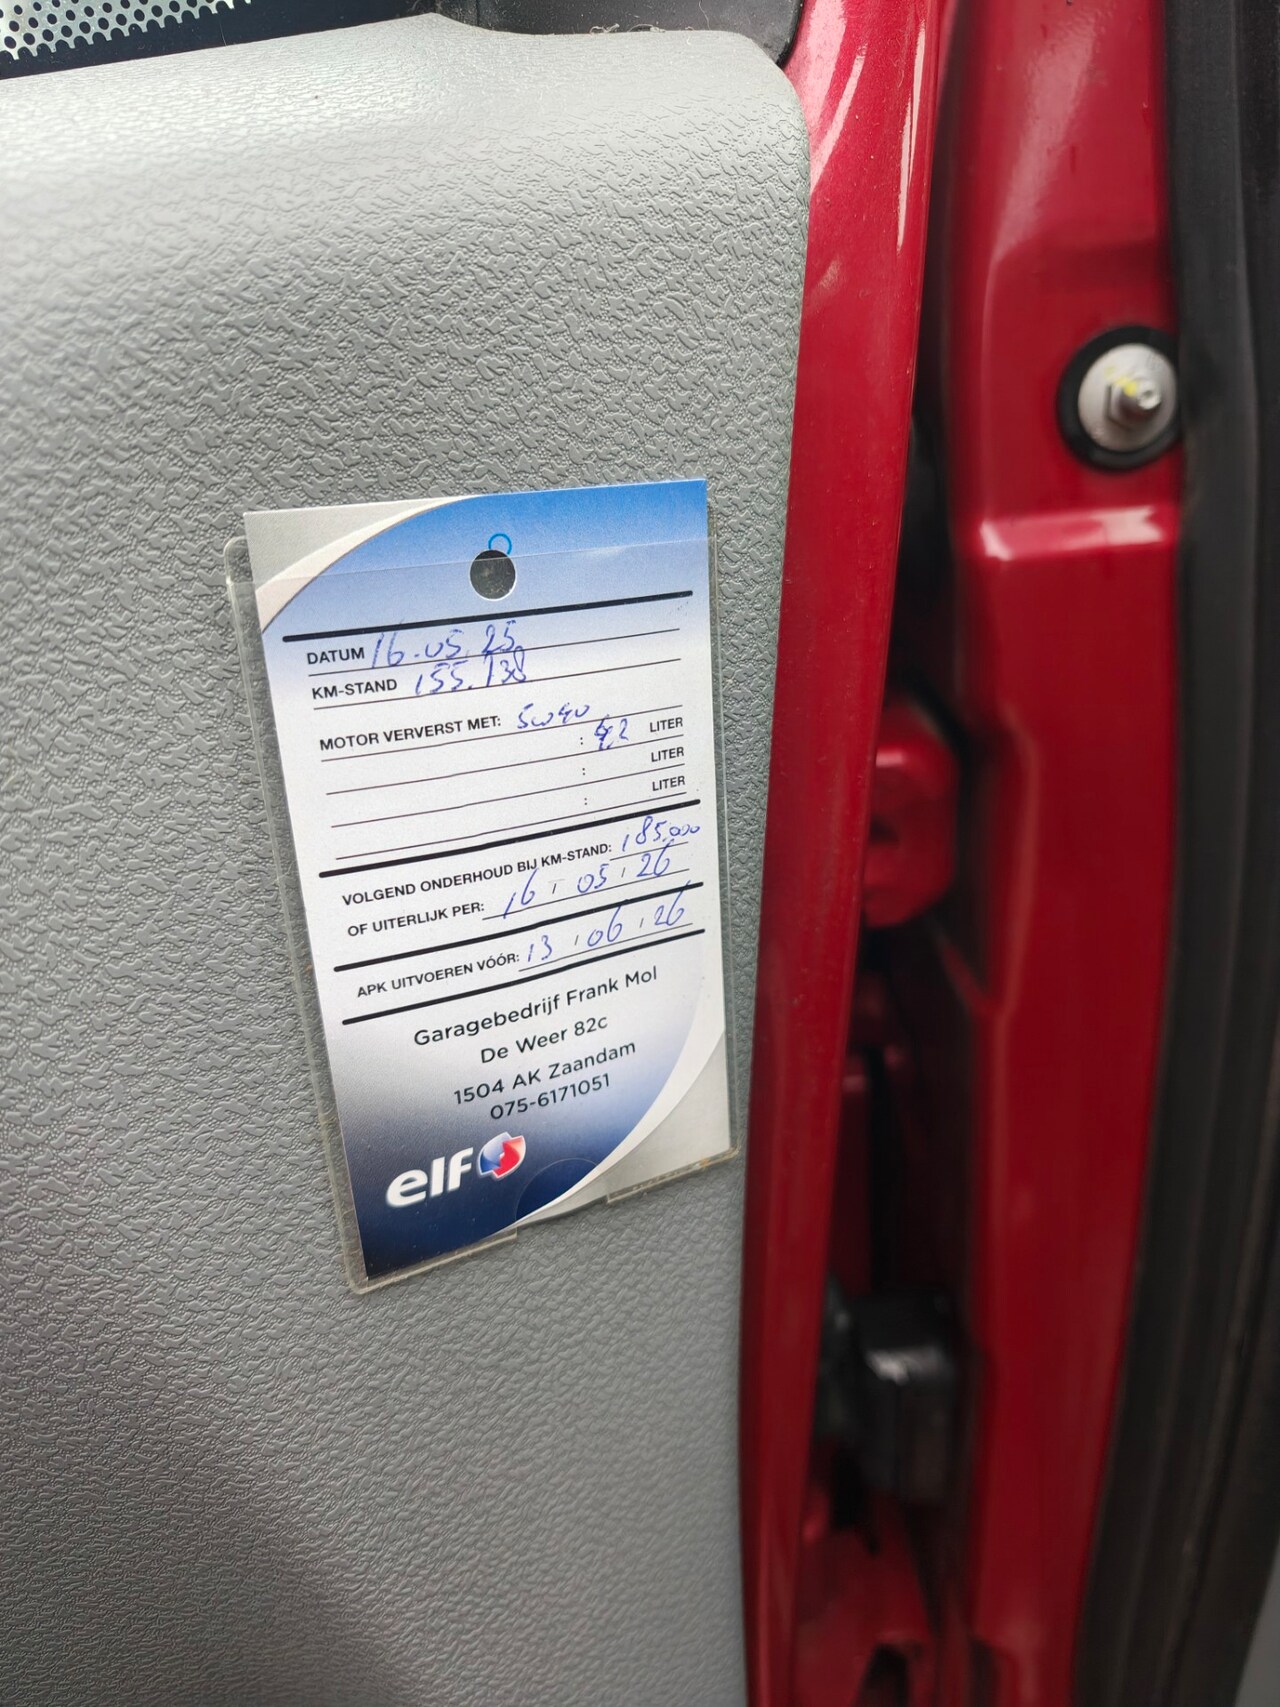 DATUM 16.05.25
KM-STAND 155.138
MOTOR VERVERST MET: 5w40
: 4,2 LITER
: LITER
: LITER
VOLGEND ONDERHOUD BIJ KM-STAND: 185.000
OF UITERLIJK PER: 16 - 05 - 26
APK UITVOEREN VÓÓR: 13 - 06 - 26
Garagebedrijf Frank Mol
De Weer 82c
1504 AK Zaandam
075-6171051
elf